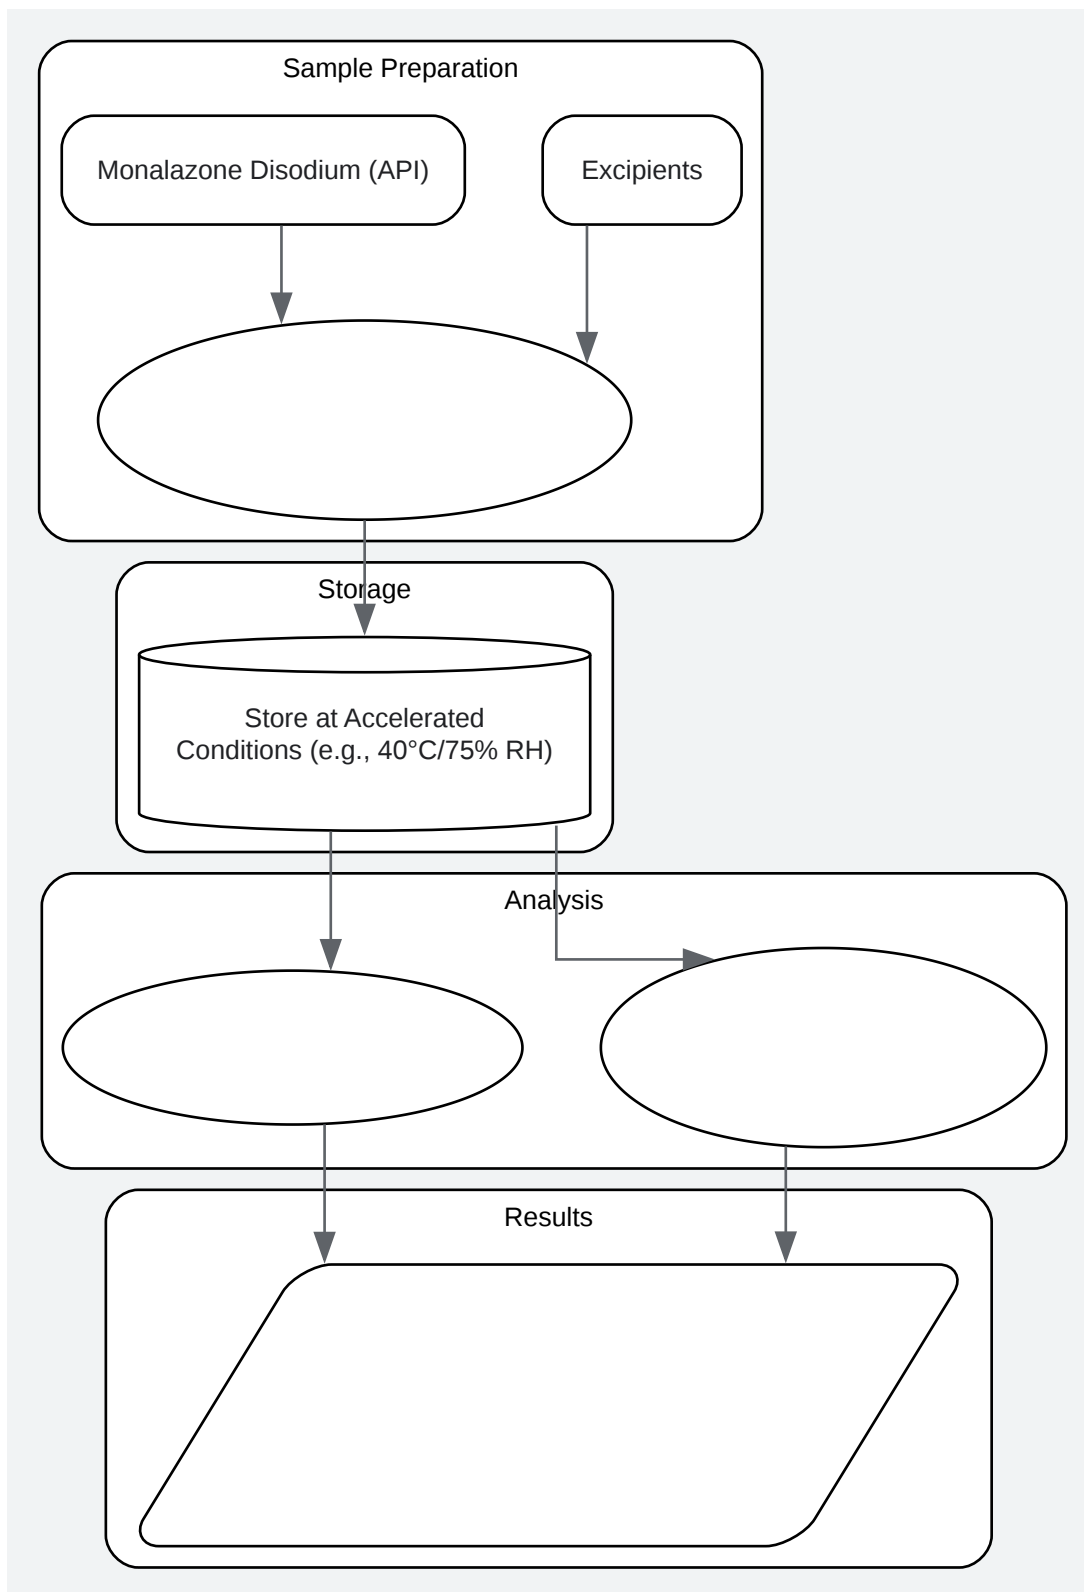 Sample Preparation
Monalazone Disodium (API)
Excipients
Storage
Store at Accelerated
Conditions (e.g., 40°C/75% RH)
Analysis
Results